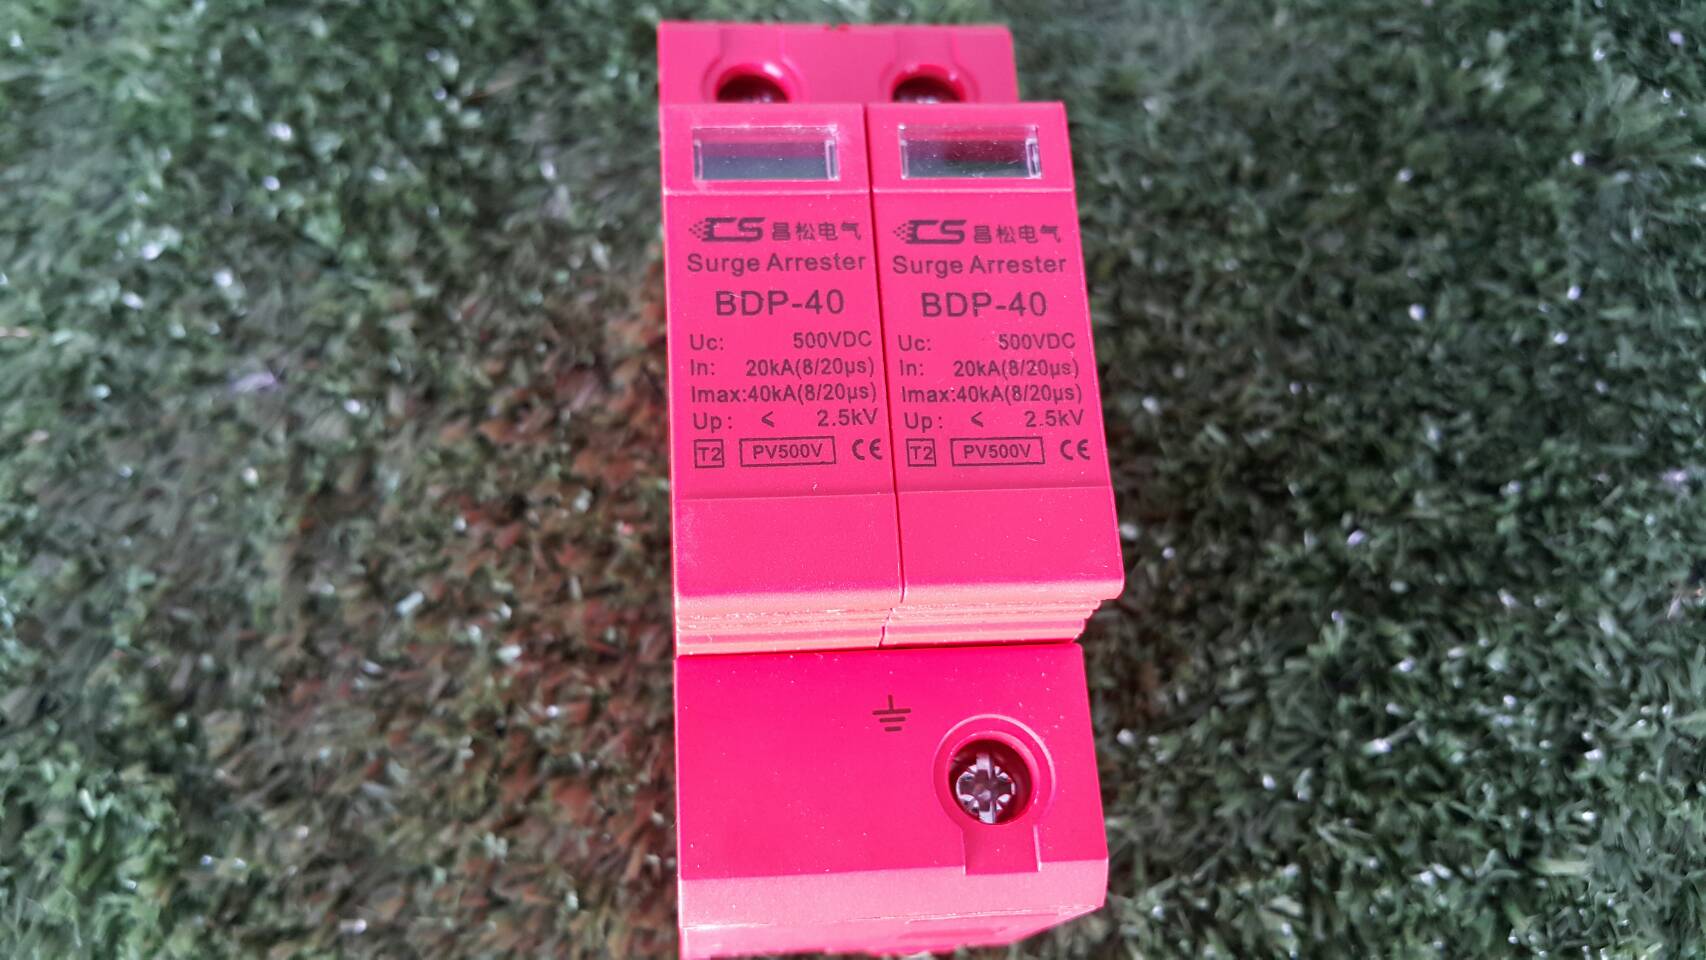 CS 昌松电气
Surge Arrester
BDP-40
Uc: 500VDC
In: 20kA(8/20μs)
Imax:40kA(8/20μs)
Up: < 2.5kV
T2 PV500V CE
CS 昌松电气
Surge Arrester
BDP-40
Uc: 500VDC
In: 20kA(8/20μs)
Imax:40kA(8/20μs)
Up: < 2.5kV
T2 PV500V CE